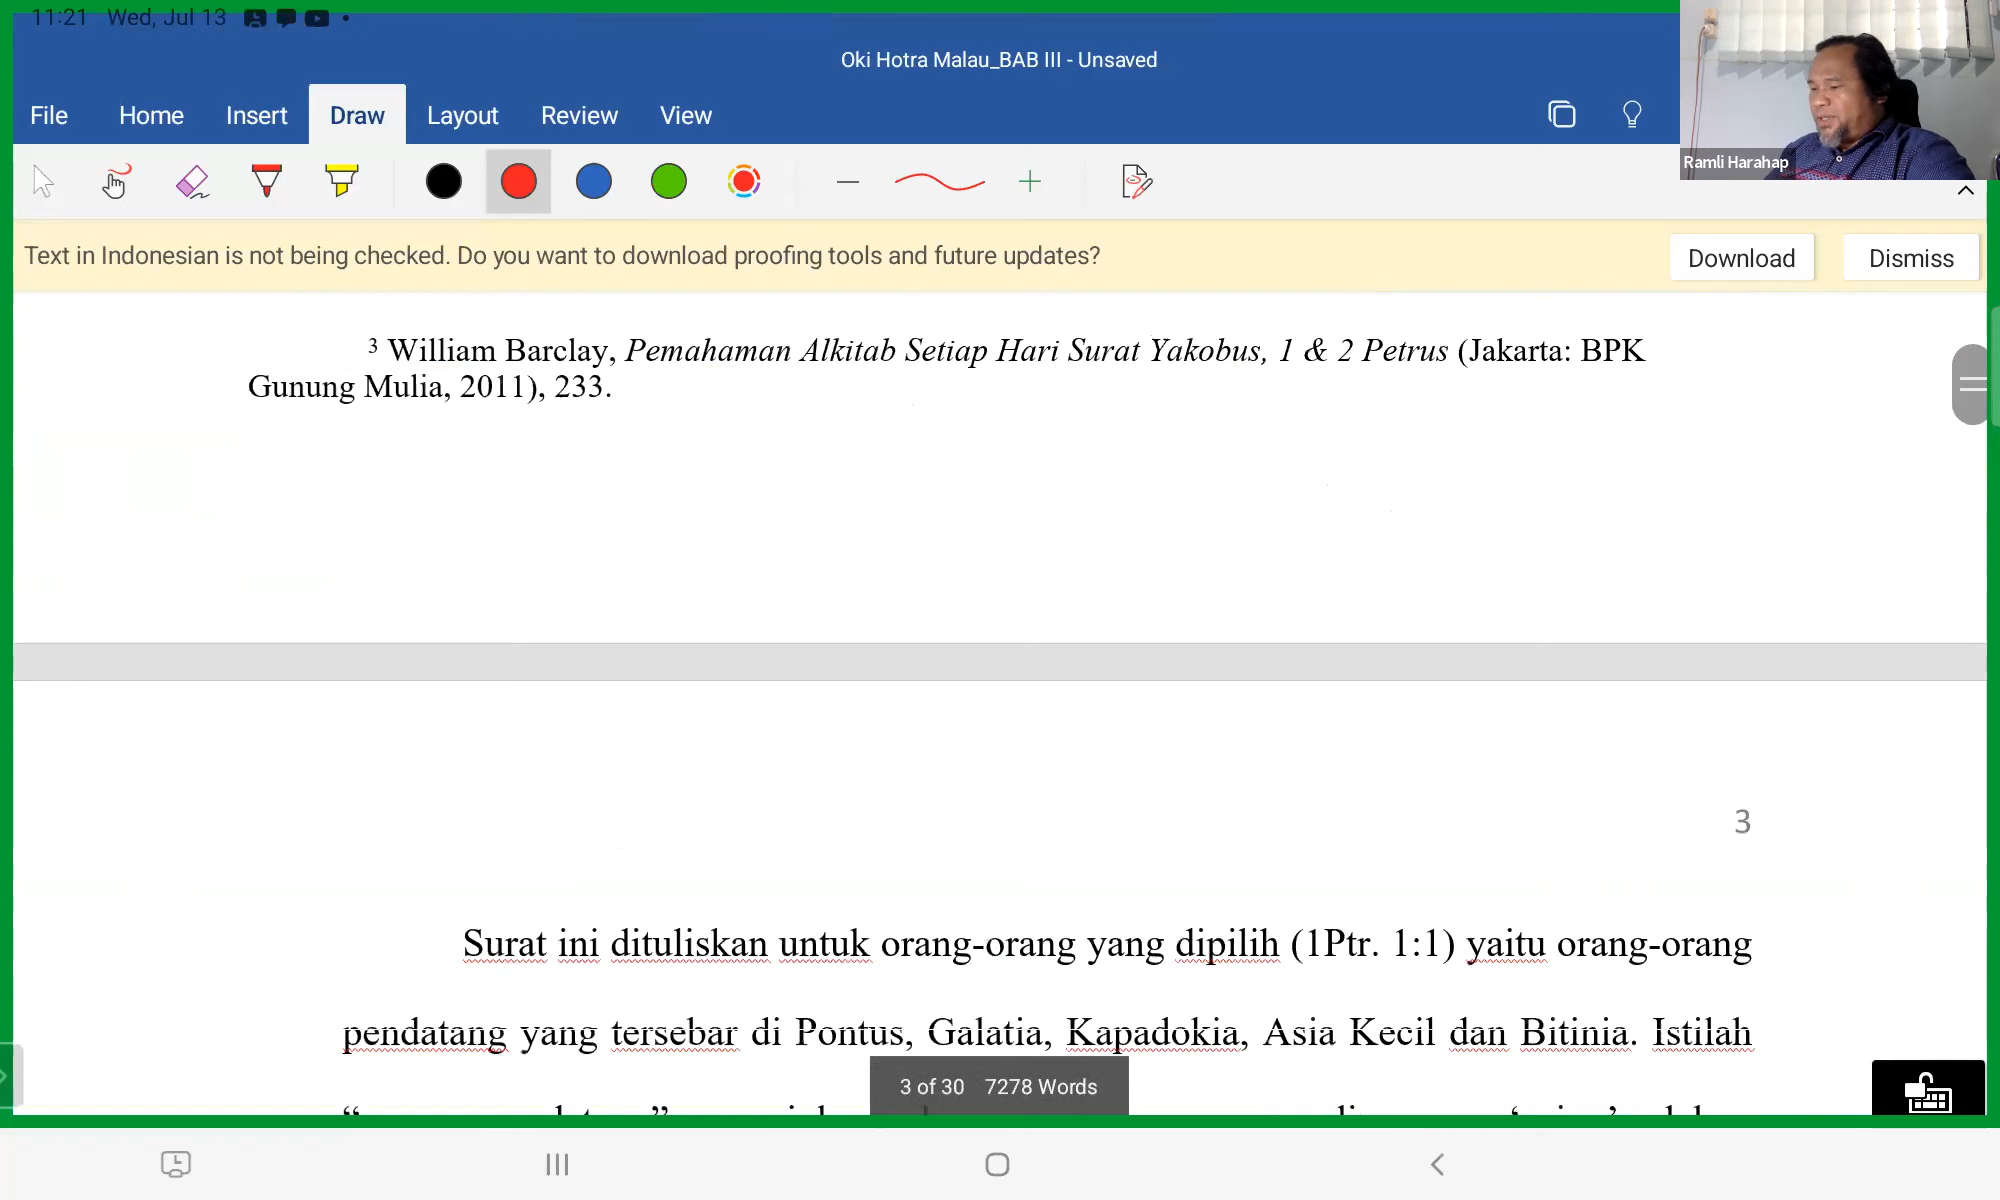 11:21 Wed, Jul 13
Oki Hotra Malau_BAB III - Unsaved
File Home Insert Draw Layout Review View
Ramli Harahap
Text in Indonesian is not being checked. Do you want to download proofing tools and future updates?
Download Dismiss
3 William Barclay, Pemahaman Alkitab Setiap Hari Surat Yakobus, 1 & 2 Petrus (Jakarta: BPK
Gunung Mulia, 2011), 233.
3
Surat ini dituliskan untuk orang-orang yang dipilih (1Ptr. 1:1) yaitu orang-orang
pendatang yang tersebar di Pontus, Galatia, Kapadokia, Asia Kecil dan Bitinia. Istilah
3 of 30 7278 Words